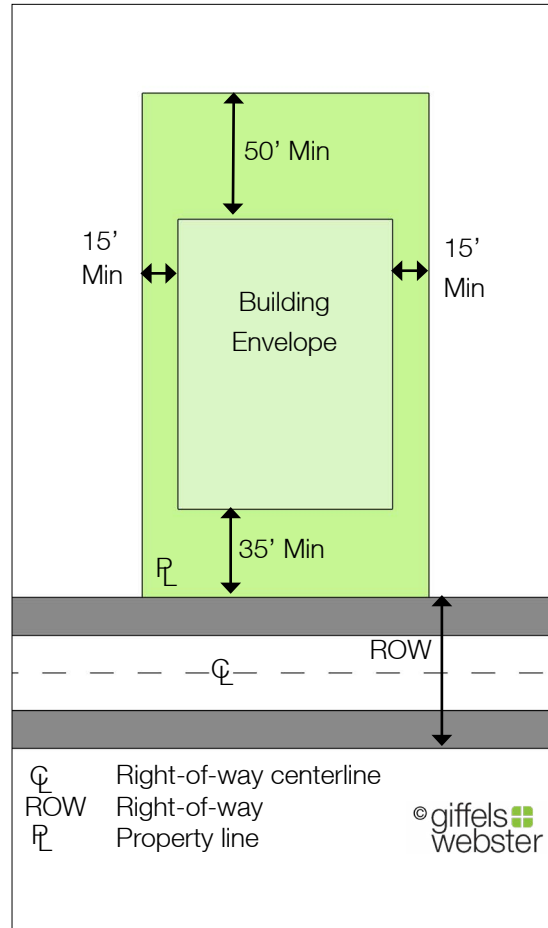 50’ Min
15’
Min
15’
Min
Building
Envelope
35’ Min
PL
ROW
CL
CL Right-of-way centerline
ROW Right-of-way
PL Property line
© giffels
webster